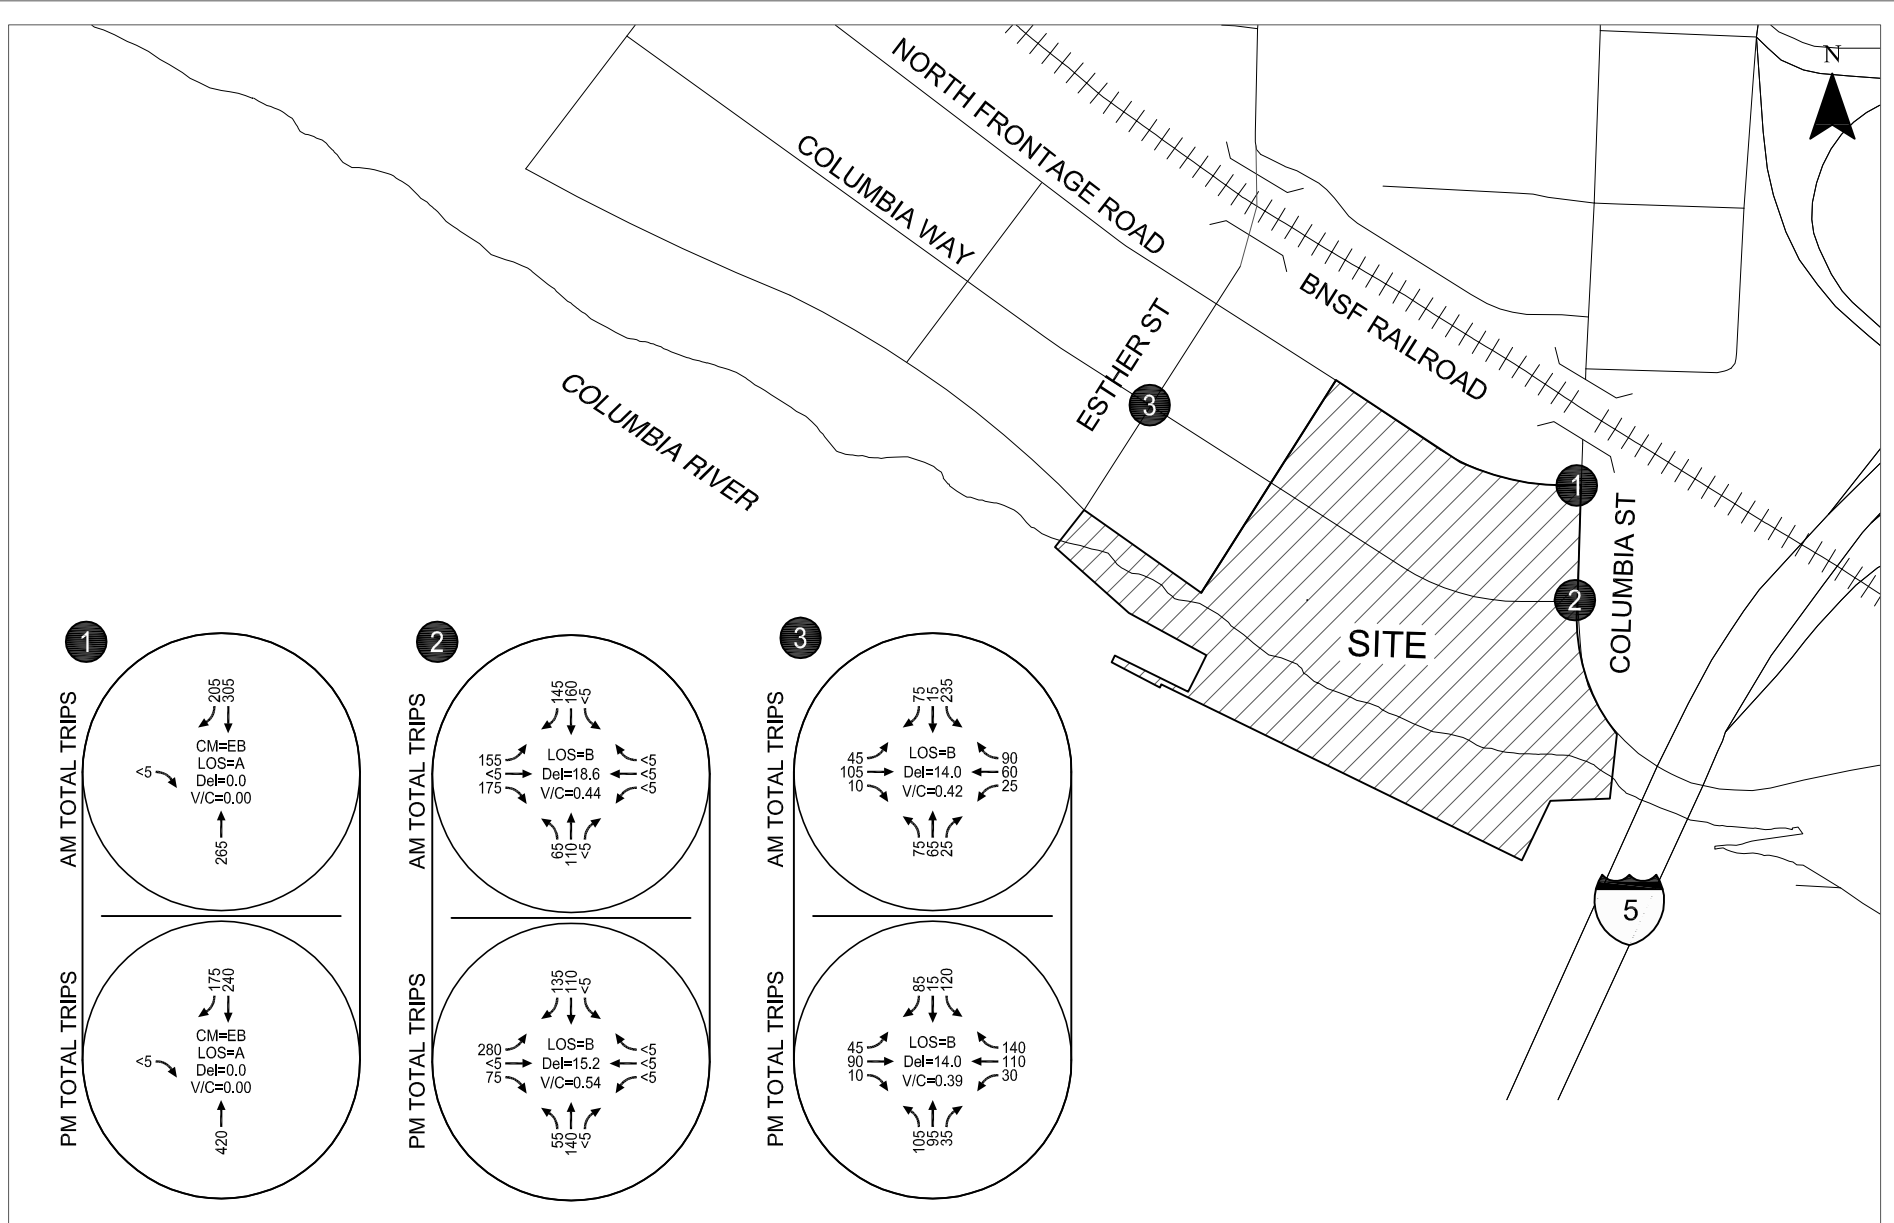 N
NORTH FRONTAGE ROAD
COLUMBIA WAY
BNSF RAILROAD
ESTHER ST
COLUMBIA RIVER
3
1
2
COLUMBIA ST
SITE
5
1
AM TOTAL TRIPS
205
305
<5
CM=EB
LOS=A
Del=0.0
V/C=0.00
265
PM TOTAL TRIPS
175
240
<5
CM=EB
LOS=A
Del=0.0
V/C=0.00
420
2
AM TOTAL TRIPS
145
160
<5
155
<5
175
LOS=B
Del=18.6
V/C=0.44
<5
<5
<5
65
110
<5
PM TOTAL TRIPS
135
110
<5
280
<5
75
LOS=B
Del=15.2
V/C=0.54
<5
<5
<5
55
140
<5
3
AM TOTAL TRIPS
75
15
235
45
105
10
LOS=B
Del=14.0
V/C=0.42
90
60
25
75
65
25
PM TOTAL TRIPS
85
15
120
45
90
10
LOS=B
Del=14.0
V/C=0.39
140
110
30
105
95
35